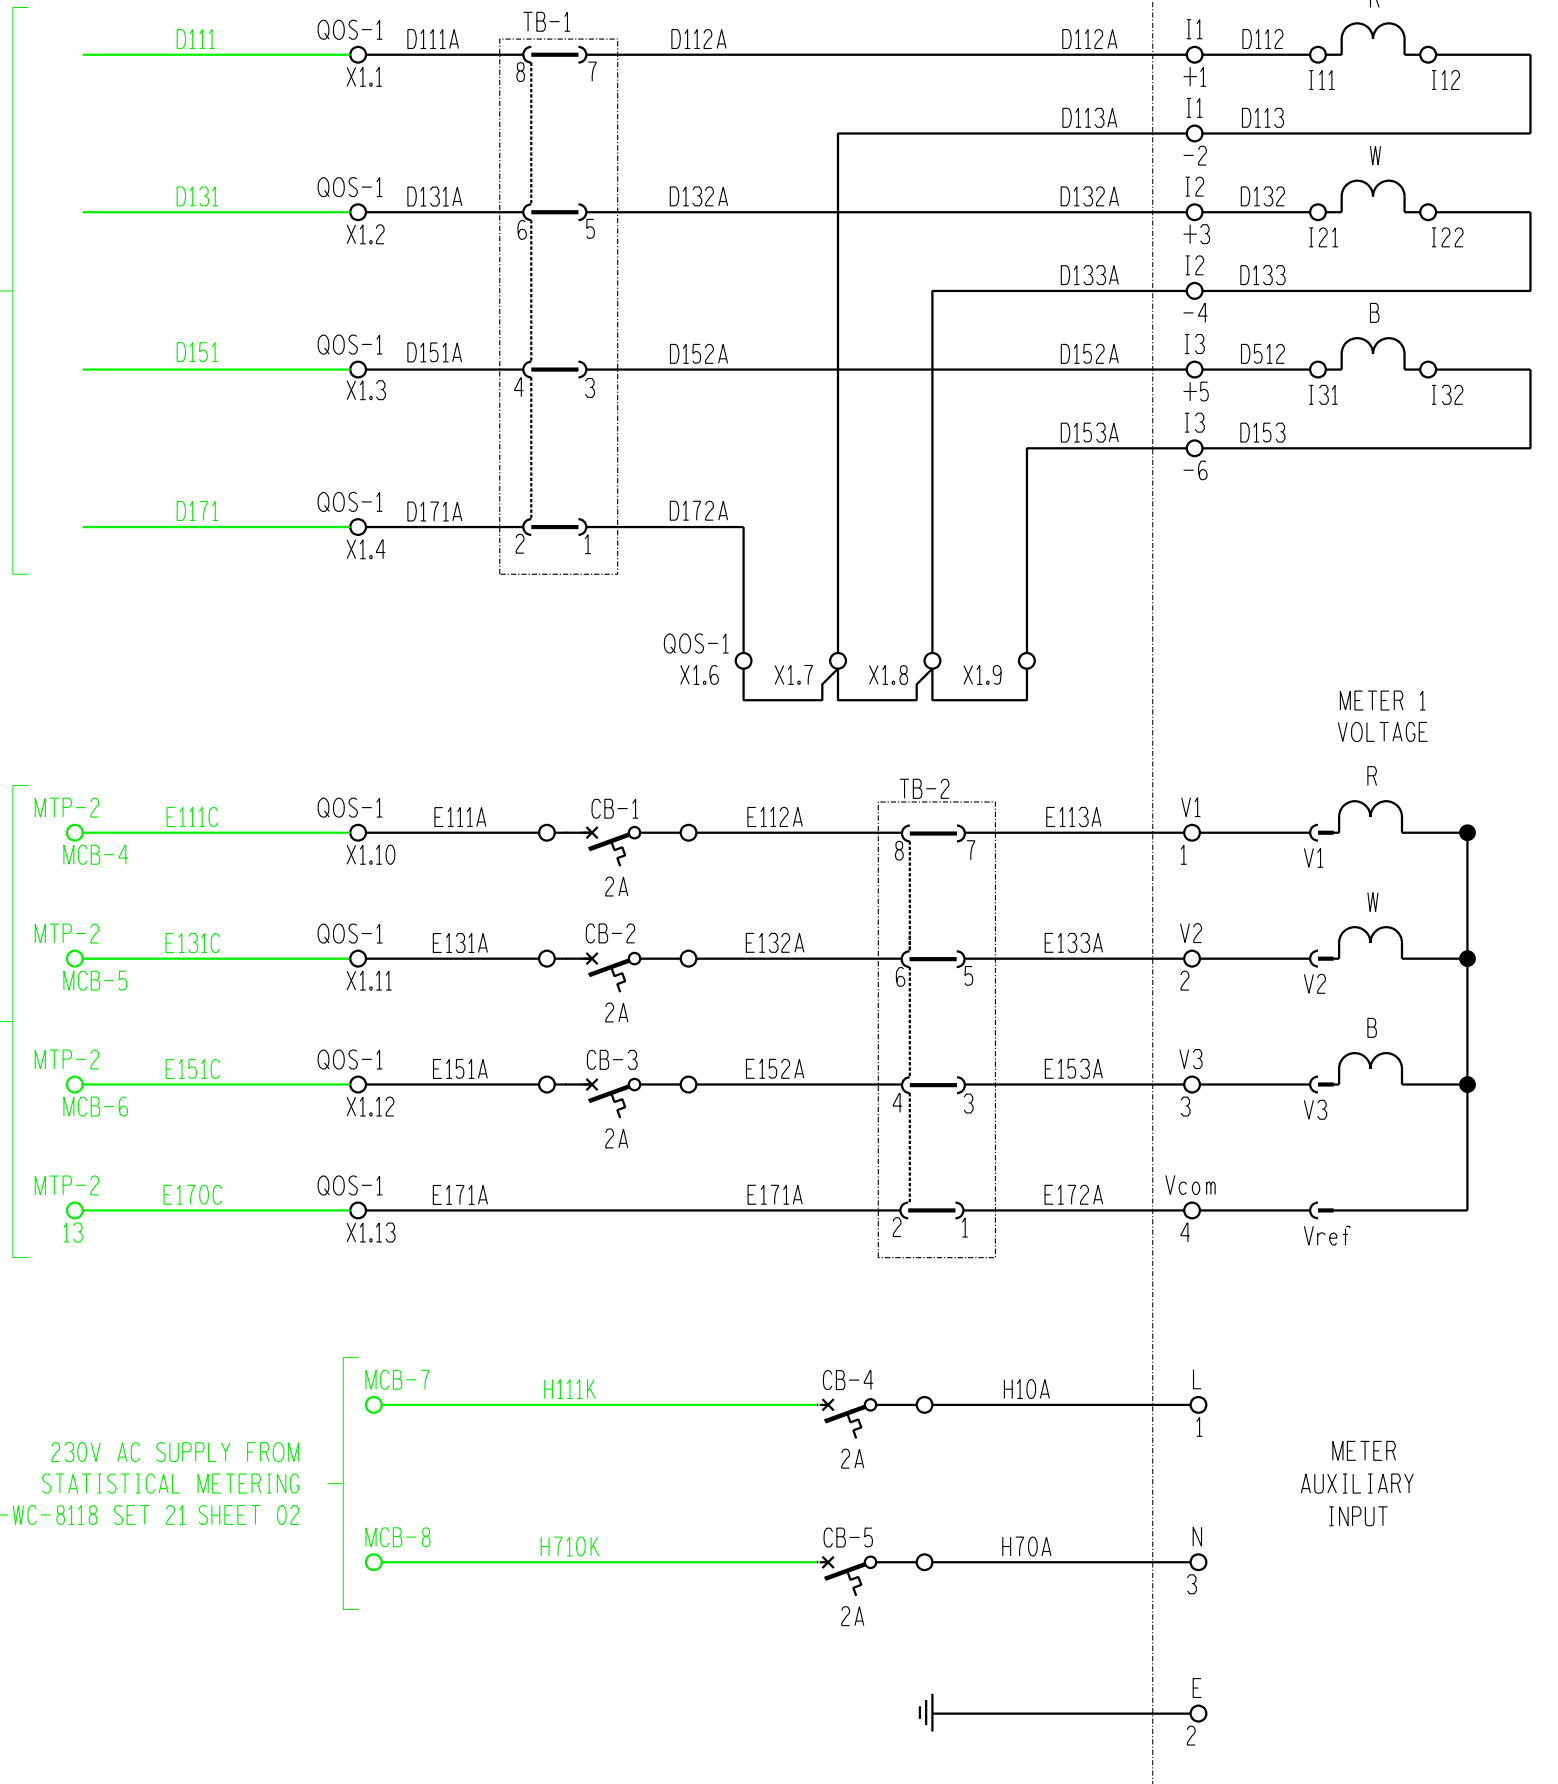 TB-1
D111 QOS-1 D111A D112A D112A I1 D112
X1.1 8 7 +1 I11 I12
D113A I1 D113
-2 W
D131 QOS-1 D131A D132A D132A I2 D132
X1.2 6 5 +3 I21 I22
D133A I2 D133
-4 B
D151 QOS-1 D151A D152A D152A I3 D512
X1.3 4 3 +5 I31 I32
D153A I3 D153
-6
D171 QOS-1 D171A D172A
X1.4 2 1
QOS-1
X1.6 X1.7 X1.8 X1.9
METER 1
VOLTAGE
TB-2 R
MTP-2 E111C QOS-1 E111A CB-1 E112A E113A V1
MCB-4 X1.10 8 7 1 V1
2A
W
MTP-2 E131C QOS-1 E131A CB-2 E132A E133A V2
MCB-5 X1.11 6 5 2 V2
2A
B
MTP-2 E151C QOS-1 E151A CB-3 E152A E153A V3
MCB-6 X1.12 4 3 3 V3
2A
MTP-2 E170C QOS-1 E171A E171A E172A Vcom
13 X1.13 2 1 4 Vref
MCB-7 H111K CB-4 H10A L
1
2A
230V AC SUPPLY FROM
STATISTICAL METERING
-WC-8118 SET 21 SHEET 02
METER
AUXILIARY
INPUT
MCB-8 H710K CB-5 H70A N
3
2A
E
2